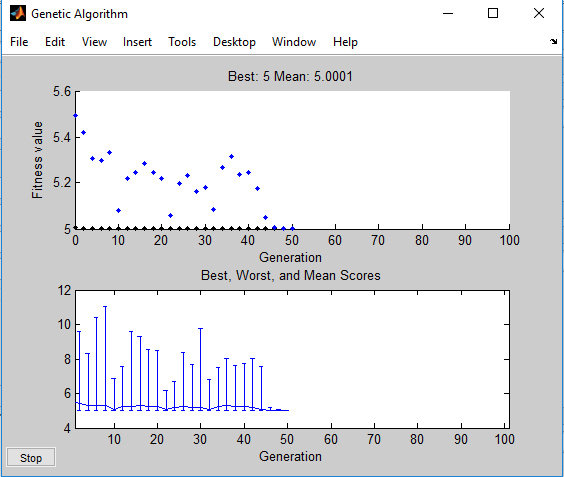 Genetic Algorithm
File Edit View Insert Tools Desktop Window Help
Best: 5 Mean: 5.0001
5.6
5.4
5.2
5
Fitness value
0 10 20 30 40 50 60 70 80 90 100
Generation
Best, Worst, and Mean Scores
12
10
8
6
4
10 20 30 40 50 60 70 80 90 100
Generation
Stop